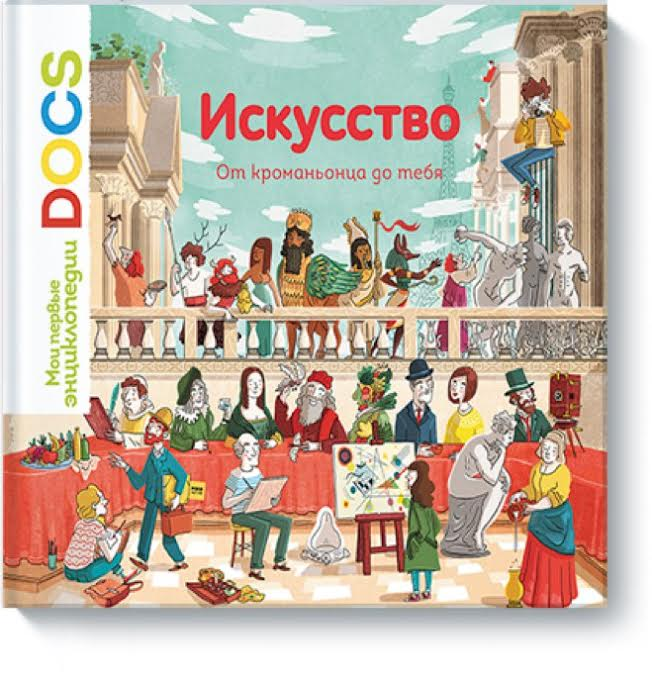 Искусство
От кроманьонца до тебя
Мои первые
энциклопедии
DOCS